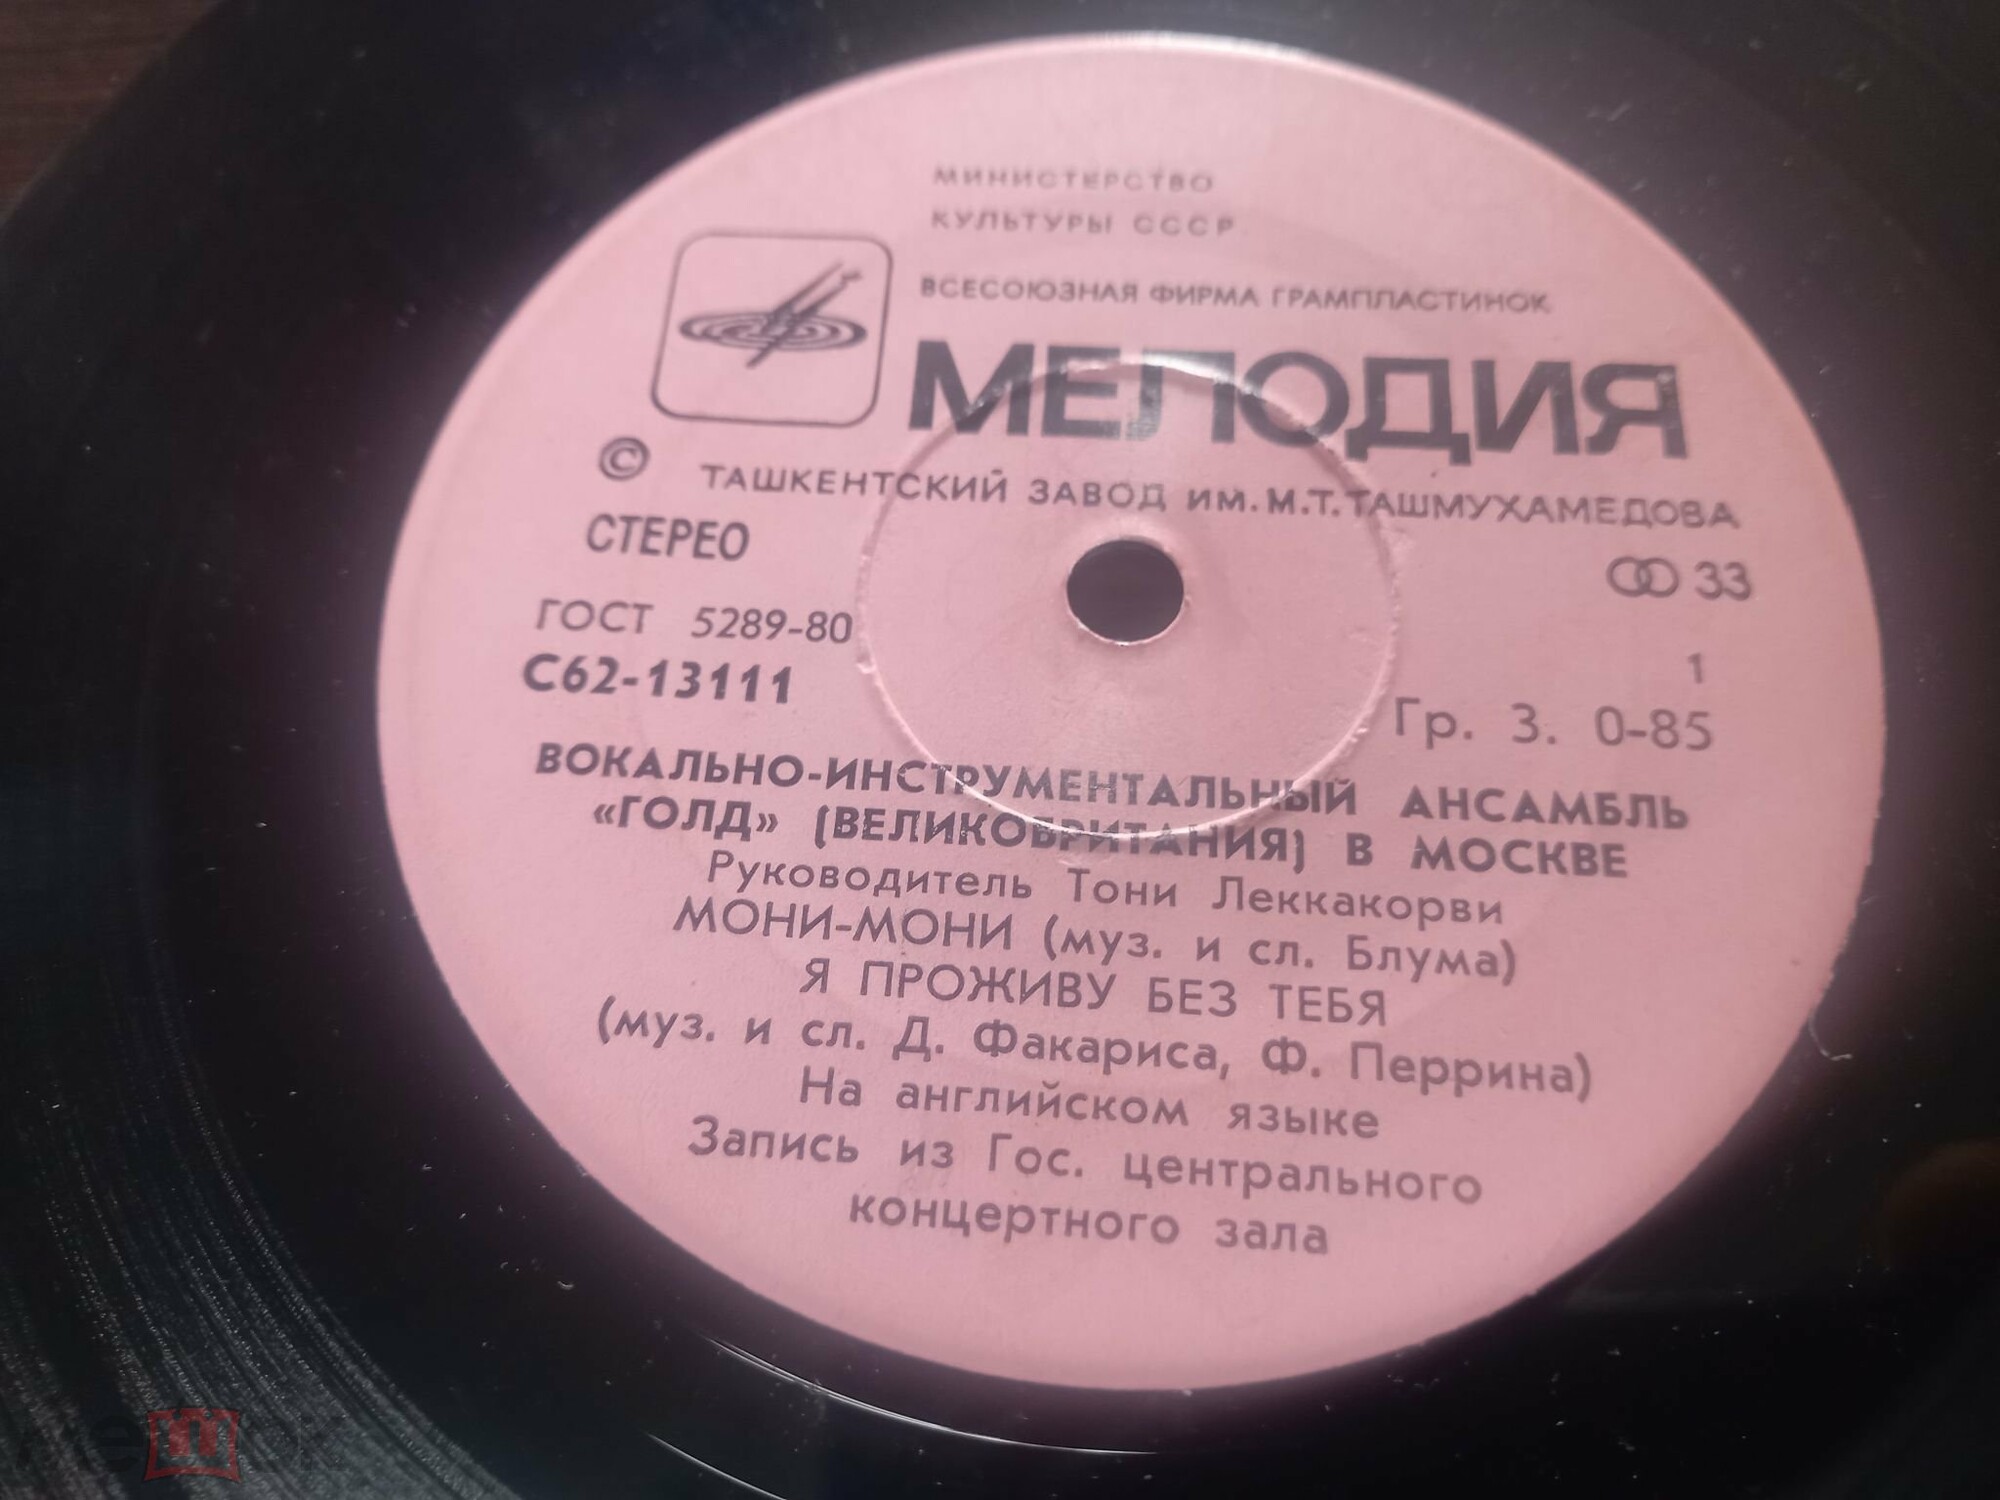 МИНИСТЕРСТВО
КУЛЬТУРЫ СССР
ВСЕСОЮЗНАЯ ФИРМА ГРАМПЛАСТИНОК
МЕЛОДИЯ
© ТАШКЕНТСКИЙ ЗАВОД ИМ. М.Т. ТАШМУХАМЕДОВА
СТЕРЕО
33
ГОСТ 5289-80
С62-13111
1
Гр. 3. 0-85
ВОКАЛЬНО-ИНСТРУМЕНТАЛЬНЫЙ АНСАМБЛЬ
«ГОЛД» (ВЕЛИКОБРИТАНИЯ) В МОСКВЕ
Руководитель Тони Леккакорви
МОНИ-МОНИ (муз. и сл. Блума)
Я ПРОЖИВУ БЕЗ ТЕБЯ
(муз. и сл. Д. Факариса, Ф. Перрина)
На английском языке
Запись из Гос. центрального
концертного зала
мешок